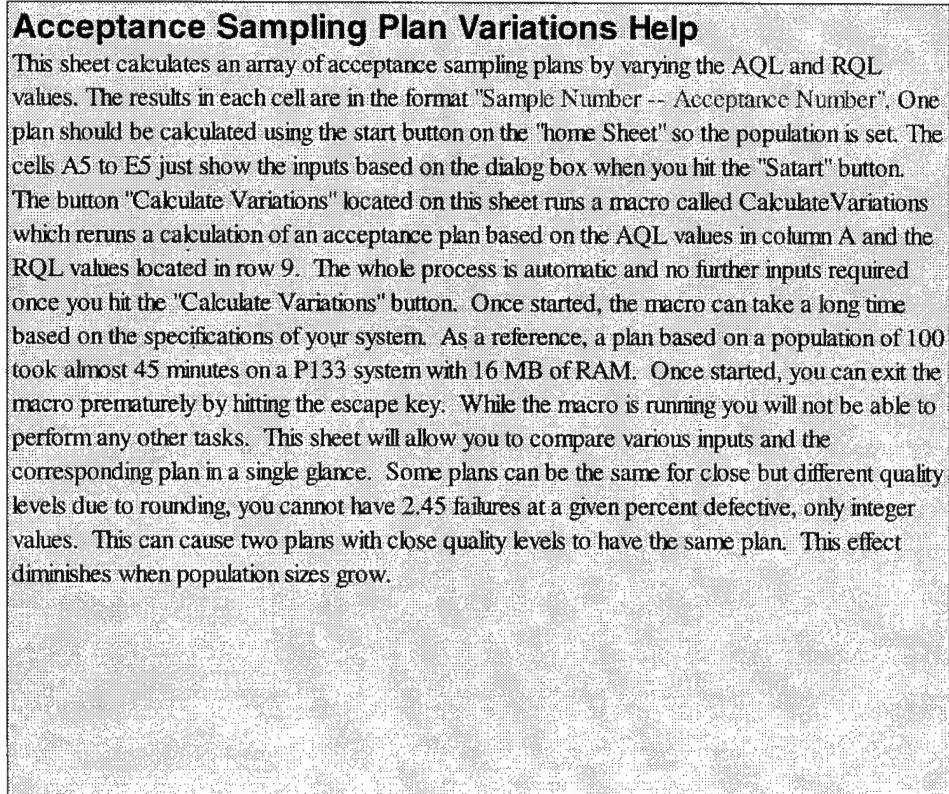 Acceptance Sampling Plan Variations Help
This sheet calculates an array of acceptance sampling plans by varying the AQL and RQL
values. The results in each cell are in the format "Sample Number -- Acceptance Number". One
plan should be calculated using the start button on the "home Sheet" so the population is set. The
cells A5 to E5 just show the inputs based on the dialog box when you hit the "Satart" button.
The button "Calculate Variations" located on this sheet runs a macro called CalculateVariations
which reruns a calculation of an acceptance plan based on the AQL values in column A and the
RQL values located in row 9. The whole process is automatic and no further inputs required
once you hit the "Calculate Variations" button. Once started, the macro can take a long time
based on the specifications of your system. As a reference, a plan based on a population of 100
took almost 45 minutes on a P133 system with 16 MB of RAM. Once started, you can exit the
macro prematurely by hitting the escape key. While the macro is running you will not be able to
perform any other tasks. This sheet will allow you to compare various inputs and the
corresponding plan in a single glance. Some plans can be the same for close but different quality
levels due to rounding, you cannot have 2.45 failures at a given percent defective, only integer
values. This can cause two plans with close quality levels to have the same plan. This effect
diminishes when population sizes grow.